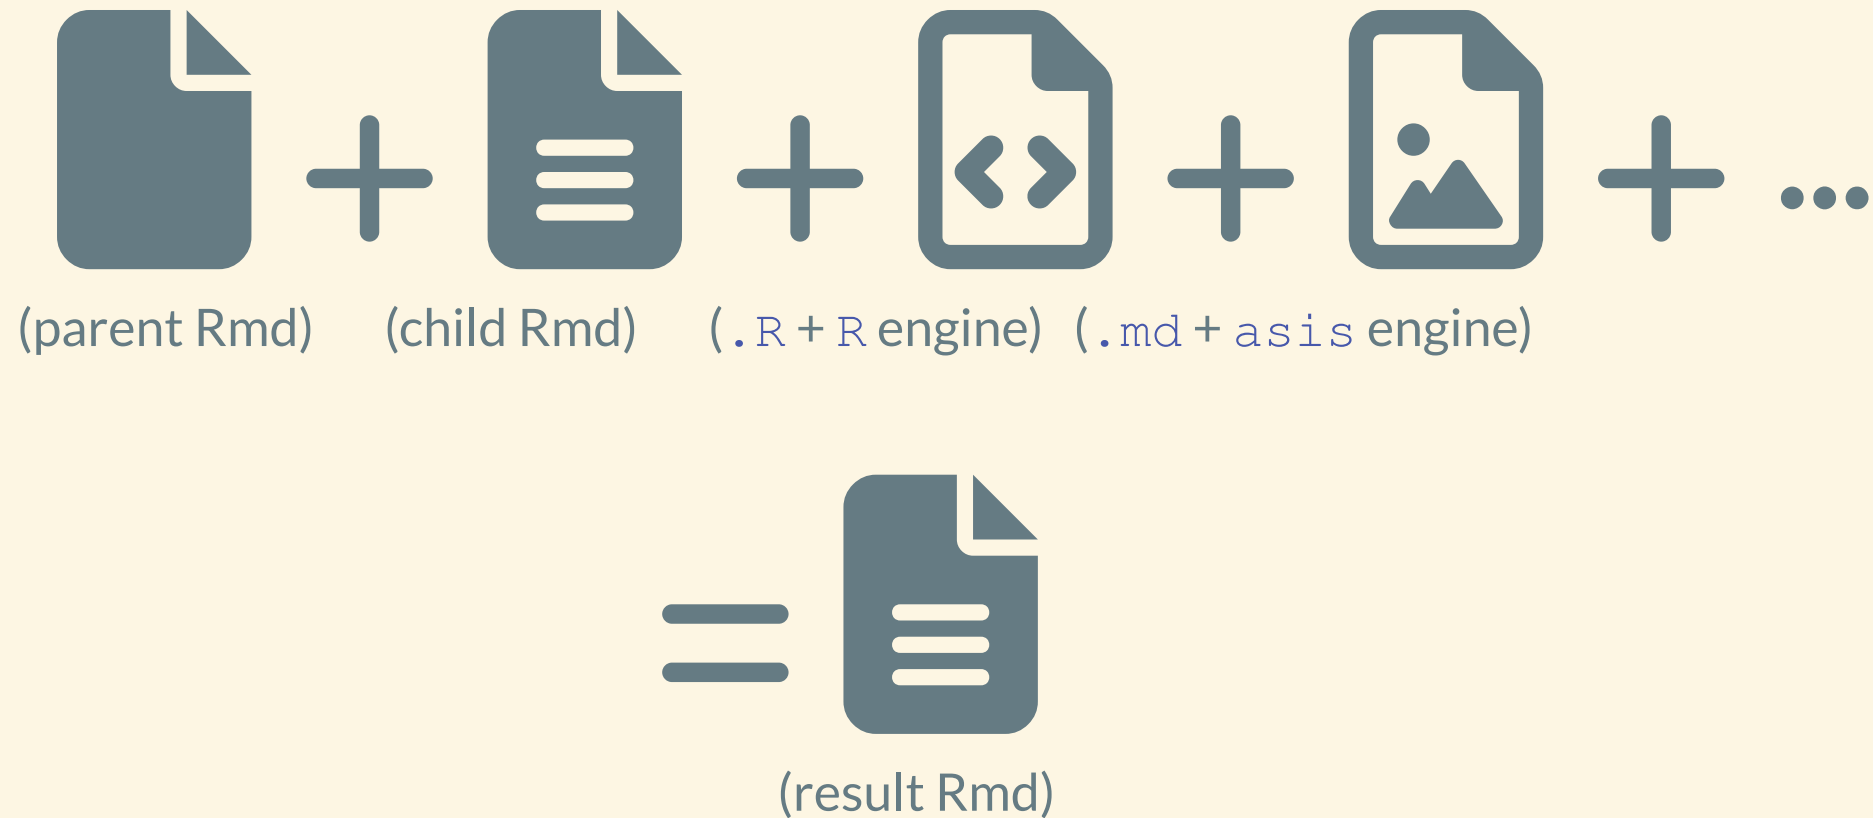 (parent Rmd) (child Rmd) (.R + R engine) (.md + asis engine)
(result Rmd)